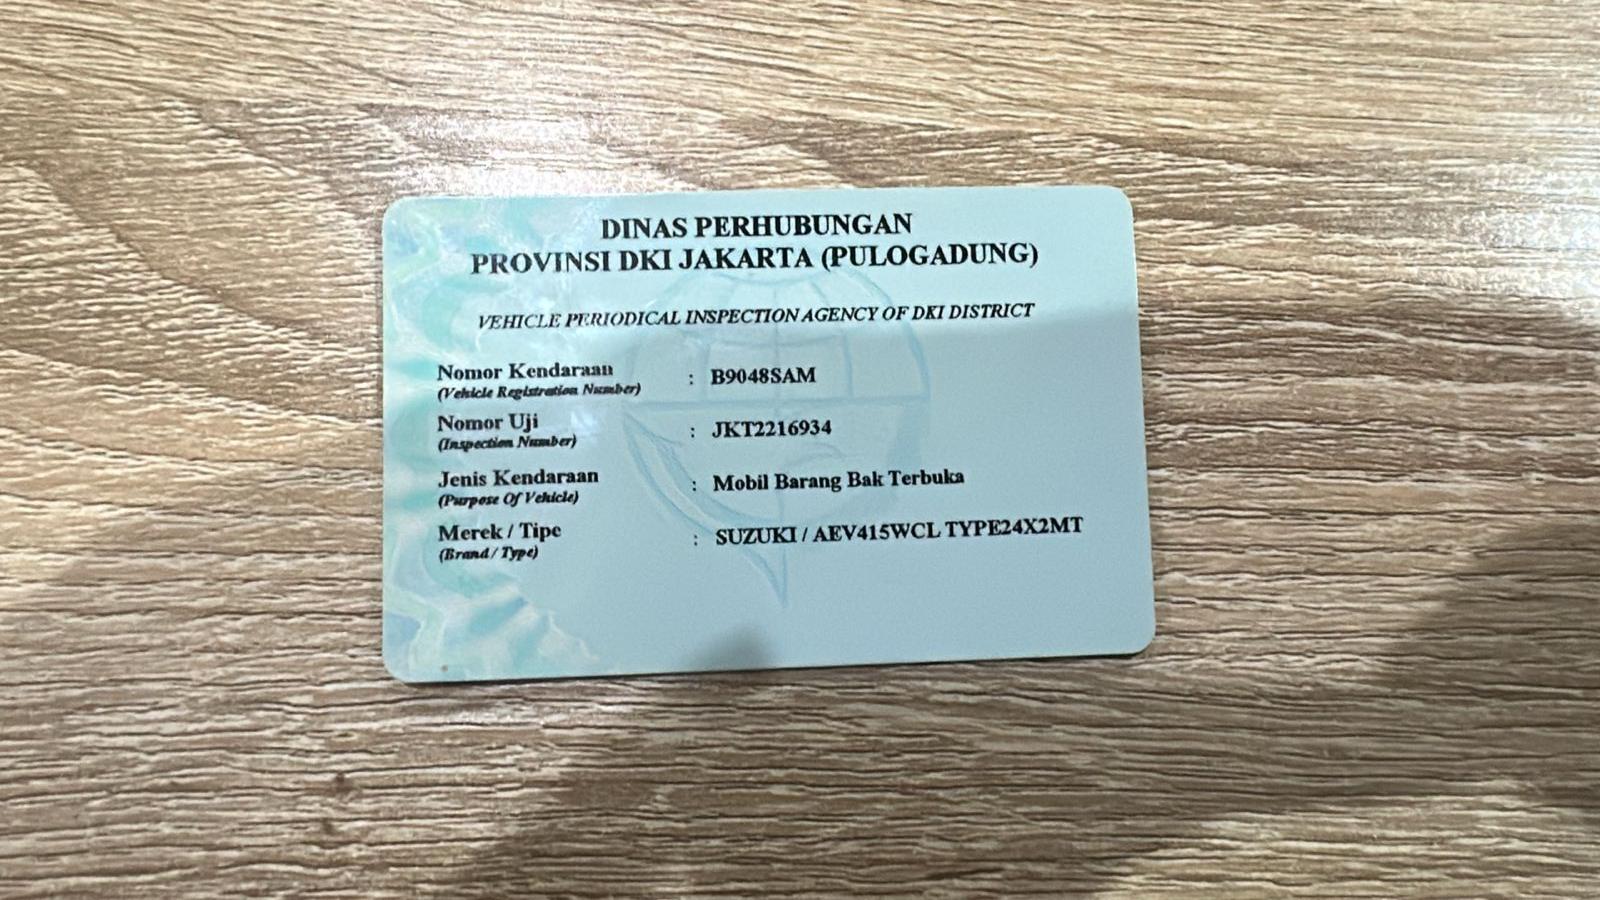 DINAS PERHUBUNGAN
PROVINSI DKI JAKARTA (PULOGADUNG)
VEHICLE PERIODICAL INSPECTION AGENCY OF DKI DISTRICT
Nomor Kendaraan : B9048SAM
(Vehicle Registration Number)
Nomor Uji : JKT2216934
(Inspection Number)
Jenis Kendaraan : Mobil Barang Bak Terbuka
(Purpose Of Vehicle)
Merek / Tipe : SUZUKI / AEV415WCL TYPE24X2MT
(Brand / Type)